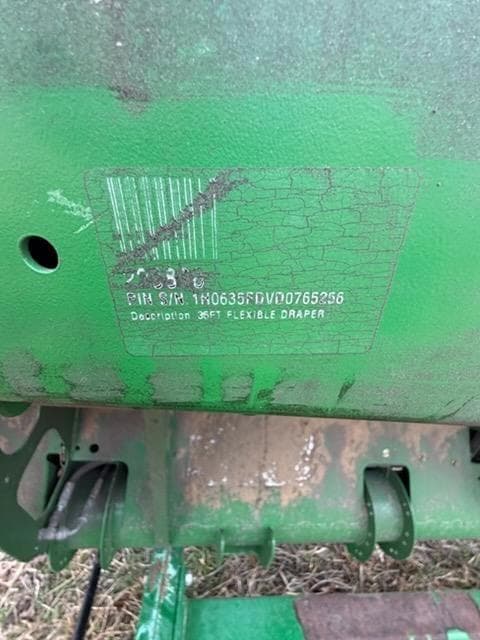 PIN S/N 1H0635FDVD0765256
Description 35FT FLEXIBLE DRAPER